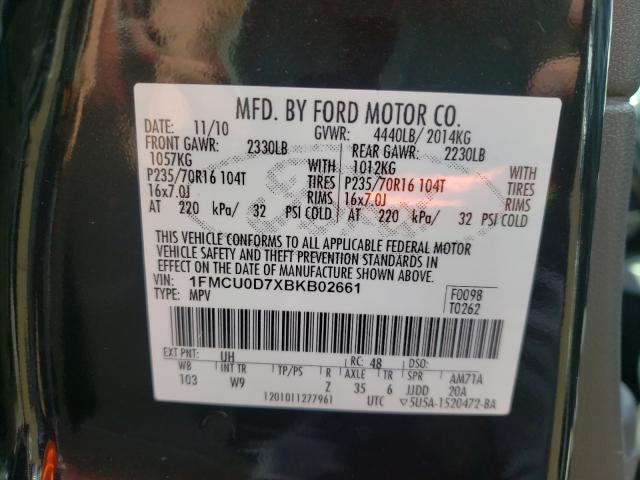 MFD. BY FORD MOTOR CO.
DATE: 11/10 GVWR: 4440LB/ 2014KG
FRONT GAWR: 2330LB REAR GAWR: 2230LB
1057KG WITH 1012KG WITH
P235/70R16 104T TIRES P235/70R16 104T TIRES
16x7.0J RIMS 16x7.0J RIMS
AT 220 kPa/ 32 PSI COLD AT 220 kPa/ 32 PSI COLD
THIS VEHICLE CONFORMS TO ALL APPLICABLE FEDERAL MOTOR
VEHICLE SAFETY AND THEFT PREVENTION STANDARDS IN
EFFECT ON THE DATE OF MANUFACTURE SHOWN ABOVE.
VIN: 1FMCU0D7XBKB02661 F0098
TYPE: MPV T0262
EXT PNT: UH RC: 48 DSO:
WB INT TR TP/PS R AXLE TR SPR AM71A
103 W9 Z 35 6 JJDD 20A
1201011277961 UTC 5U5A-1520472-BA
Ford